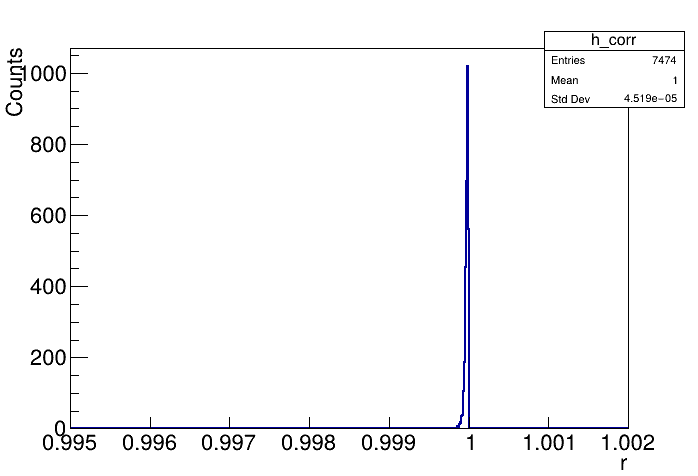 h_corr
Entries 7474
Mean 1
Std Dev 4.519e−05
Counts
1000
800
600
400
200
0
0.995 0.996 0.997 0.998 0.999 1 1.001 1.002
r